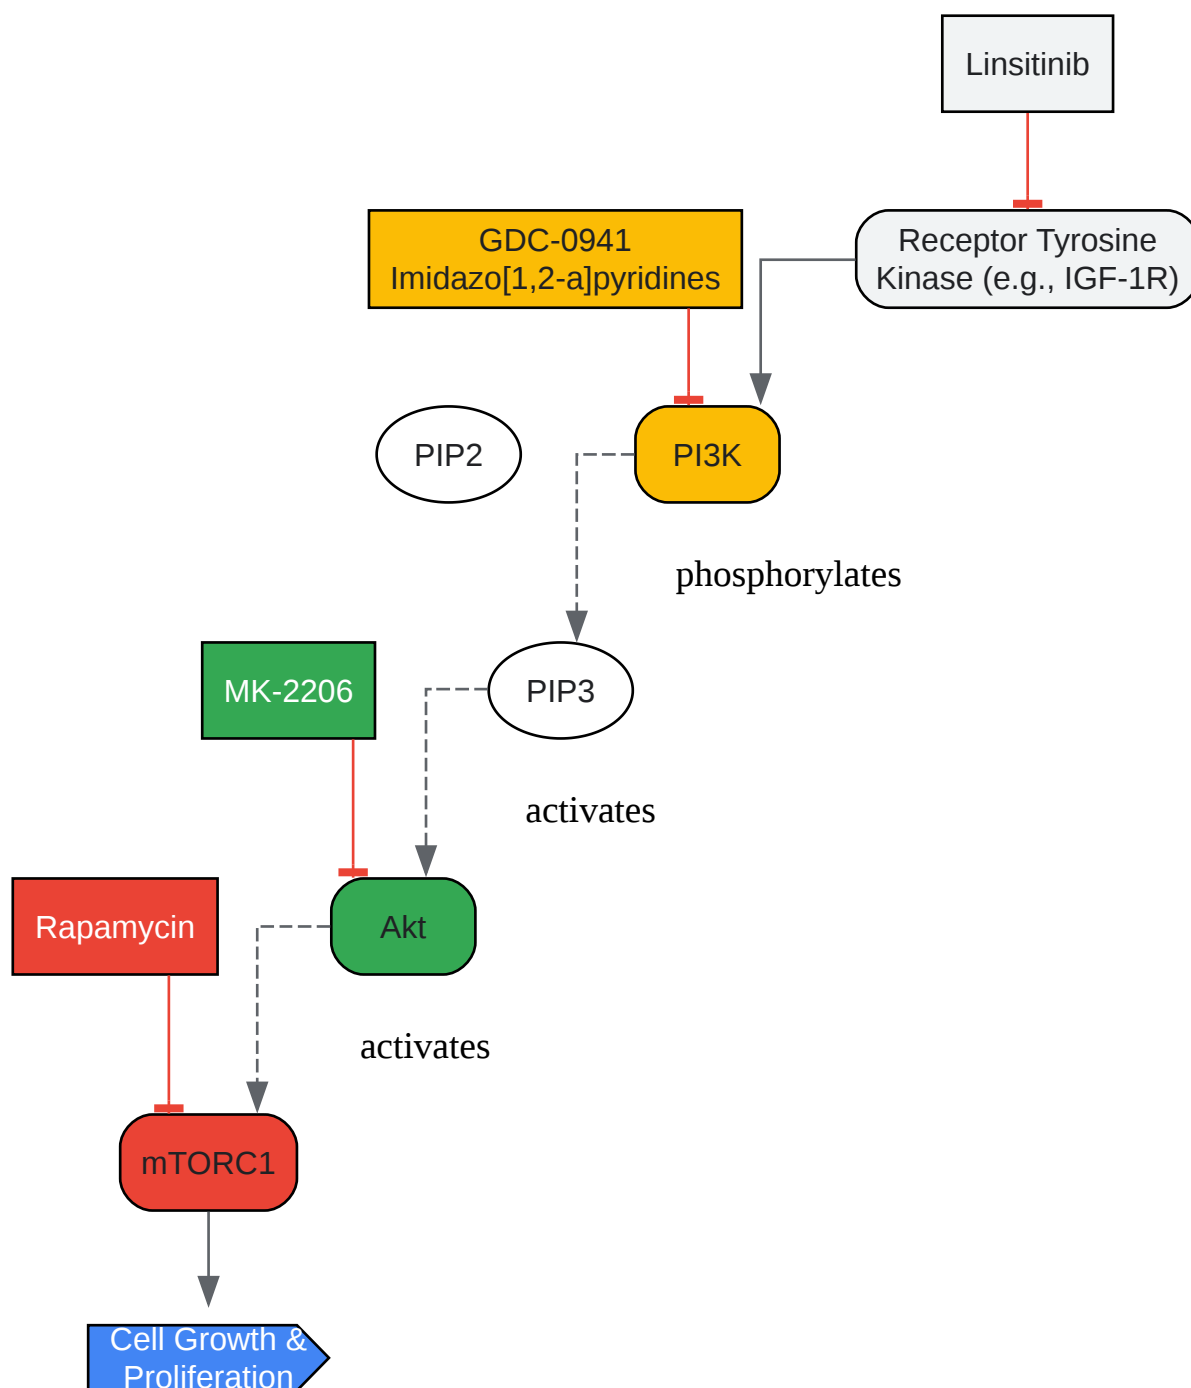 Linsitinib
GDC-0941
Imidazo[1,2-a]pyridines
Receptor Tyrosine
Kinase (e.g., IGF-1R)
PIP2
PI3K
phosphorylates
MK-2206
PIP3
activates
Rapamycin
Akt
activates
mTORC1
Cell Growth &
Proliferation